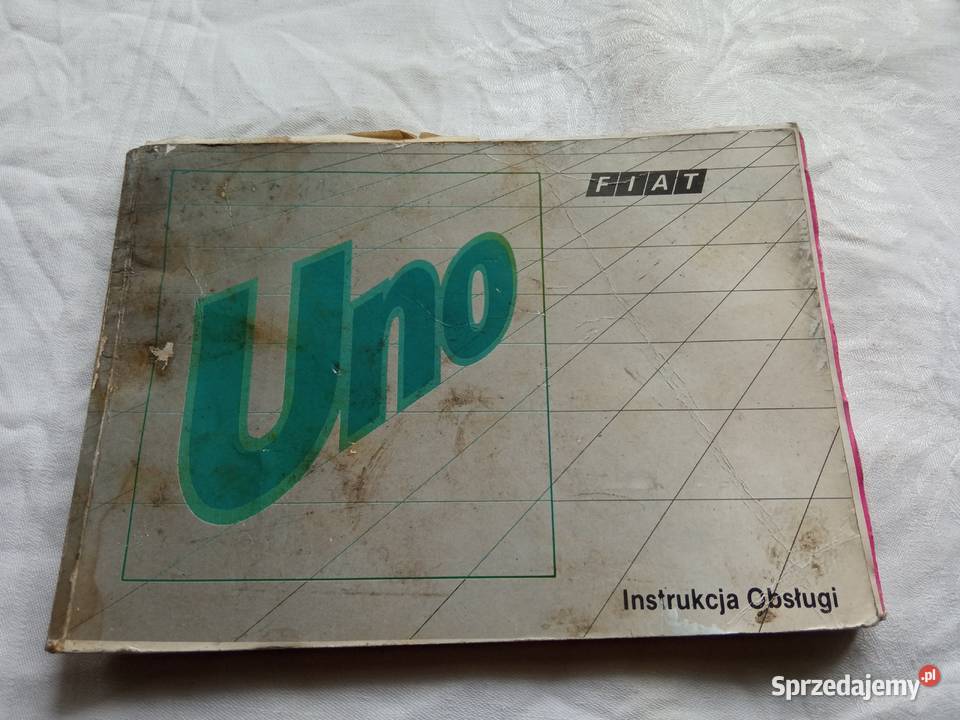 FIAT
Uno
Instrukcja Obsługi
Sprzedajemy.pl